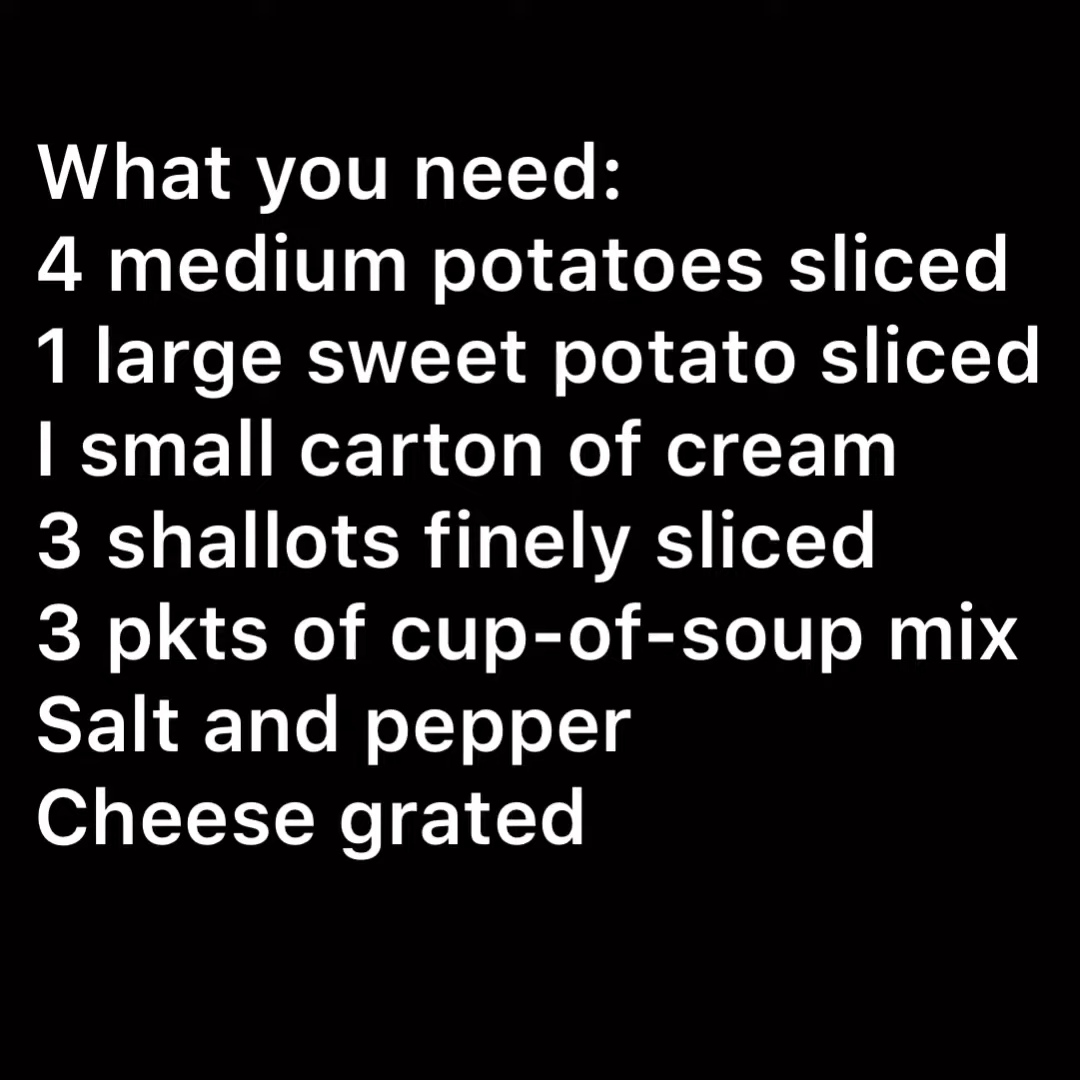 What you need:
4 medium potatoes sliced
1 large sweet potato sliced
I small carton of cream
3 shallots finely sliced
3 pkts of cup-of-soup mix
Salt and pepper
Cheese grated